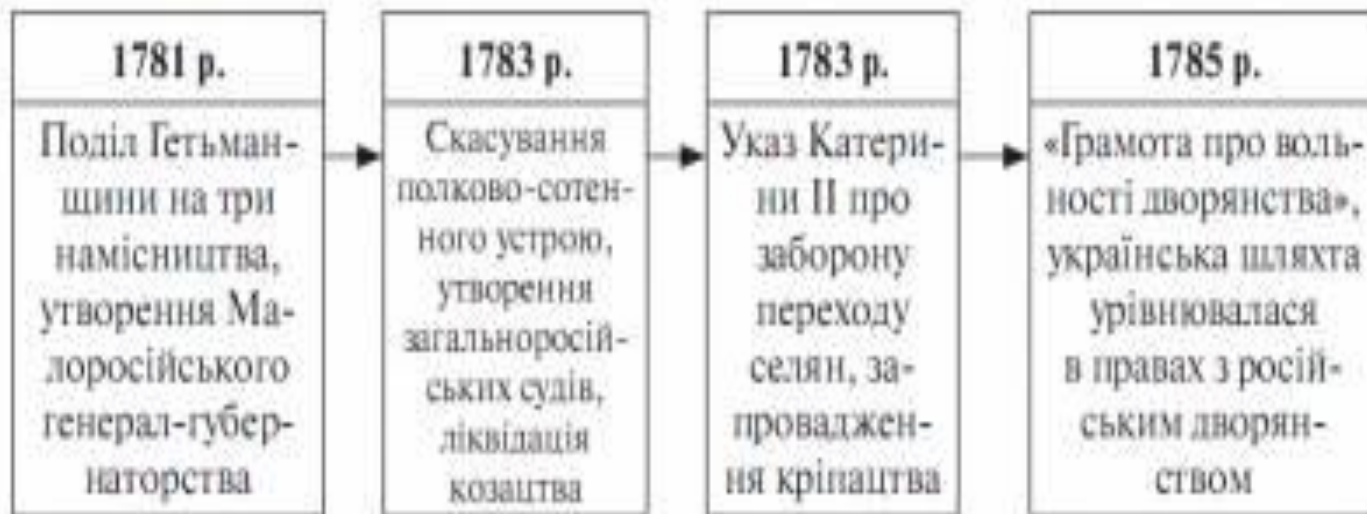 1781 р.
Поділ Гетьман-
щини на три
намісництва,
утворення Ма-
лоросійського
генерал-губер-
наторства
1783 р.
Скасування
полково-сотен-
ного устрою,
утворення
загальноросій-
ських судів,
ліквідація
козацтва
1783 р.
Указ Катери-
ни II про
заборону
переходу
селян, за-
проваджен-
ня кріпацтва
1785 р.
«Грамота про воль-
ності дворянства»,
українська шляхта
урівнювалася
в правах з росій-
ським дворян-
ством